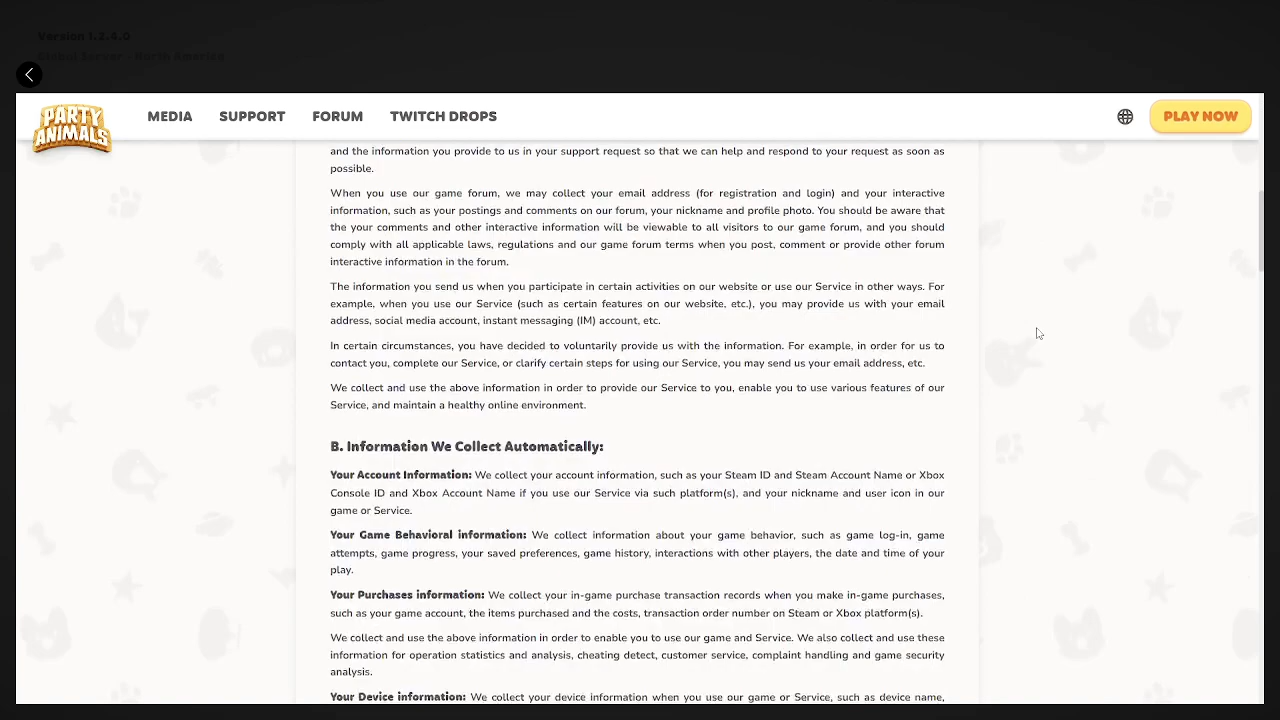 Version 1.2.4.0
Global Server - North America
PARTY
ANIMALS
MEDIA SUPPORT FORUM TWITCH DROPS PLAY NOW
and the information you provide to us in your support request so that we can help and respond to your request as soon as
possible.
When you use our game forum, we may collect your email address (for registration and login) and your interactive
information, such as your postings and comments on our forum, your nickname and profile photo. You should be aware that
the your comments and other interactive information will be viewable to all visitors to our game forum, and you should
comply with all applicable laws, regulations and our game forum terms when you post, comment or provide other forum
interactive information in the forum.
The information you send us when you participate in certain activities on our website or use our Service in other ways. For
example, when you use our Service (such as certain features on our website, etc.), you may provide us with your email
address, social media account, instant messaging (IM) account, etc.
In certain circumstances, you have decided to voluntarily provide us with the information. For example, in order for us to
contact you, complete our Service, or clarify certain steps for using our Service, you may send us your email address, etc.
We collect and use the above information in order to provide our Service to you, enable you to use various features of our
Service, and maintain a healthy online environment.
B. Information We Collect Automatically:
Your Account Information: We collect your account information, such as your Steam ID and Steam Account Name or Xbox
Console ID and Xbox Account Name if you use our Service via such platform(s), and your nickname and user icon in our
game or Service.
Your Game Behavioral information: We collect information about your game behavior, such as game log-in, game
attempts, game progress, your saved preferences, game history, interactions with other players, the date and time of your
play.
Your Purchases information: We collect your in-game purchase transaction records when you make in-game purchases,
such as your game account, the items purchased and the costs, transaction order number on Steam or Xbox platform(s).
We collect and use the above information in order to enable you to use our game and Service. We also collect and use these
information for operation statistics and analysis, cheating detect, customer service, complaint handling and game security
analysis.
Your Device information: We collect your device information when you use our game or Service, such as device name,